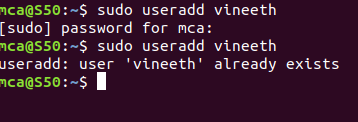 mca@S50:~$ sudo useradd vineeth
[sudo] password for mca:
mca@S50:~$ sudo useradd vineeth
useradd: user 'vineeth' already exists
mca@S50:~$